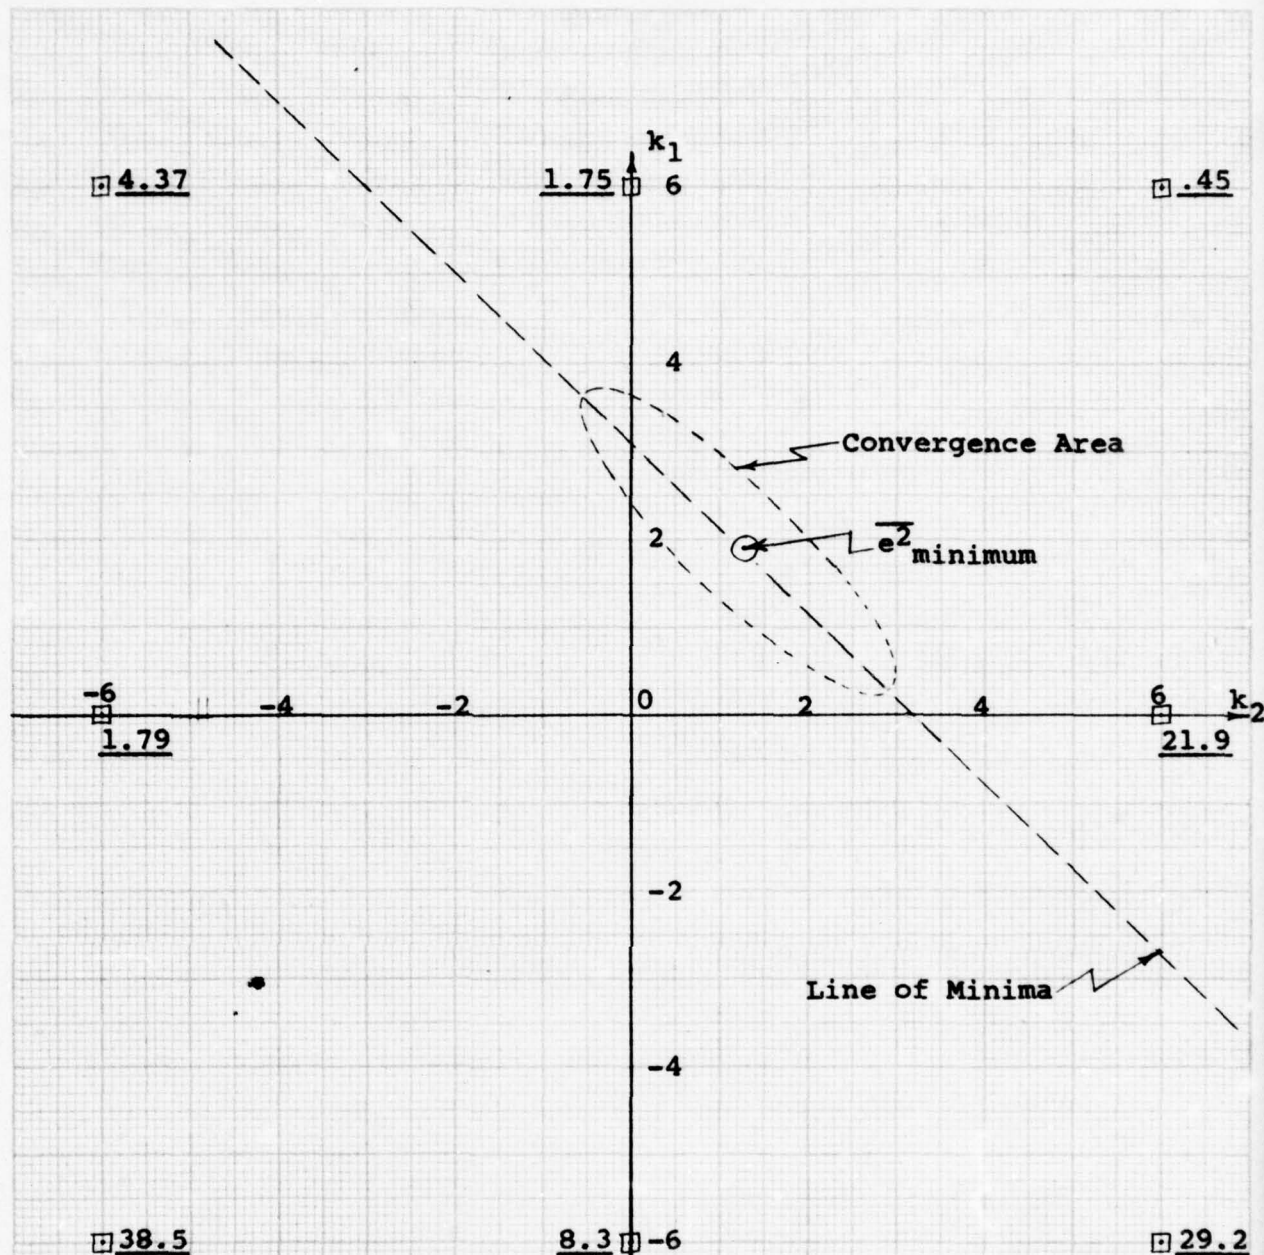 k1
4.37 1.75 6 .45
4
Convergence Area
2 e2 minimum
-6 -4 -2 0 2 4 6 k2
1.79 21.9
-2
Line of Minima
-4
38.5 8.3 -6 29.2